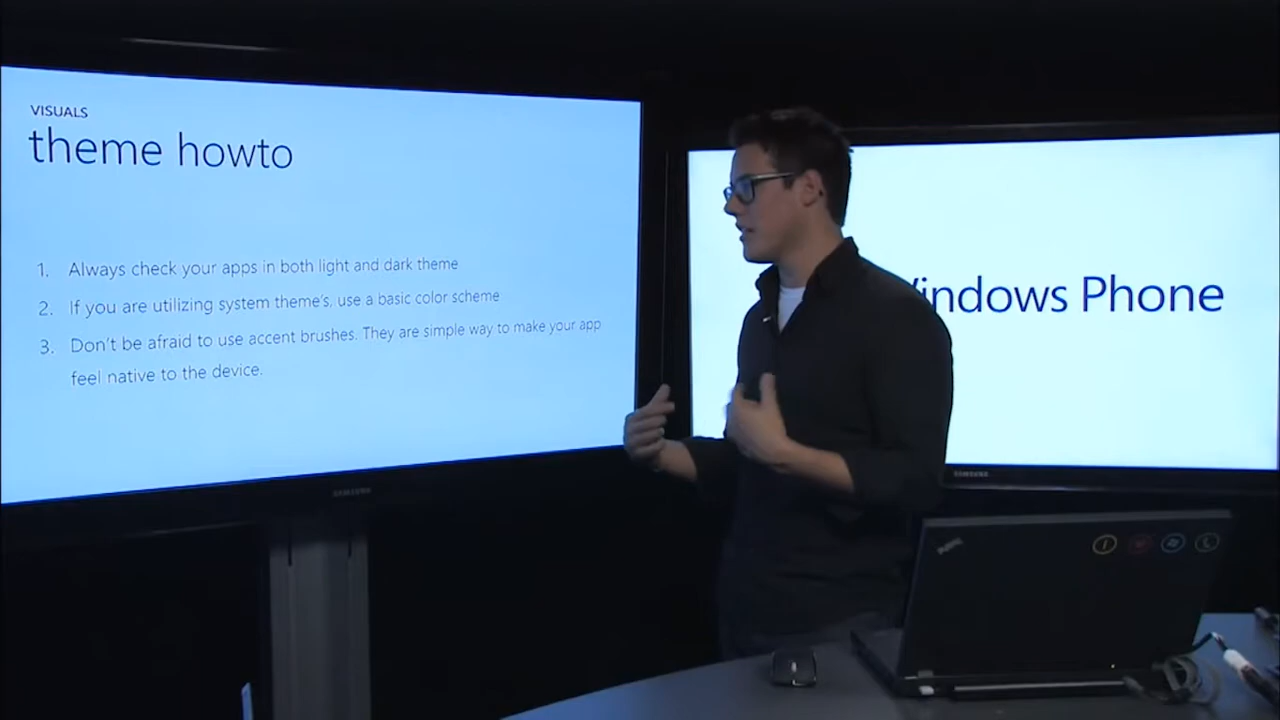 VISUALS
theme howto
1. Always check your apps in both light and dark theme
2. If you are utilizing system theme's, use a basic color scheme
3. Don't be afraid to use accent brushes. They are simple way to make your app
feel native to the device.
indows Phone
SAMSUNG
SAMSUNG
ThinkPad